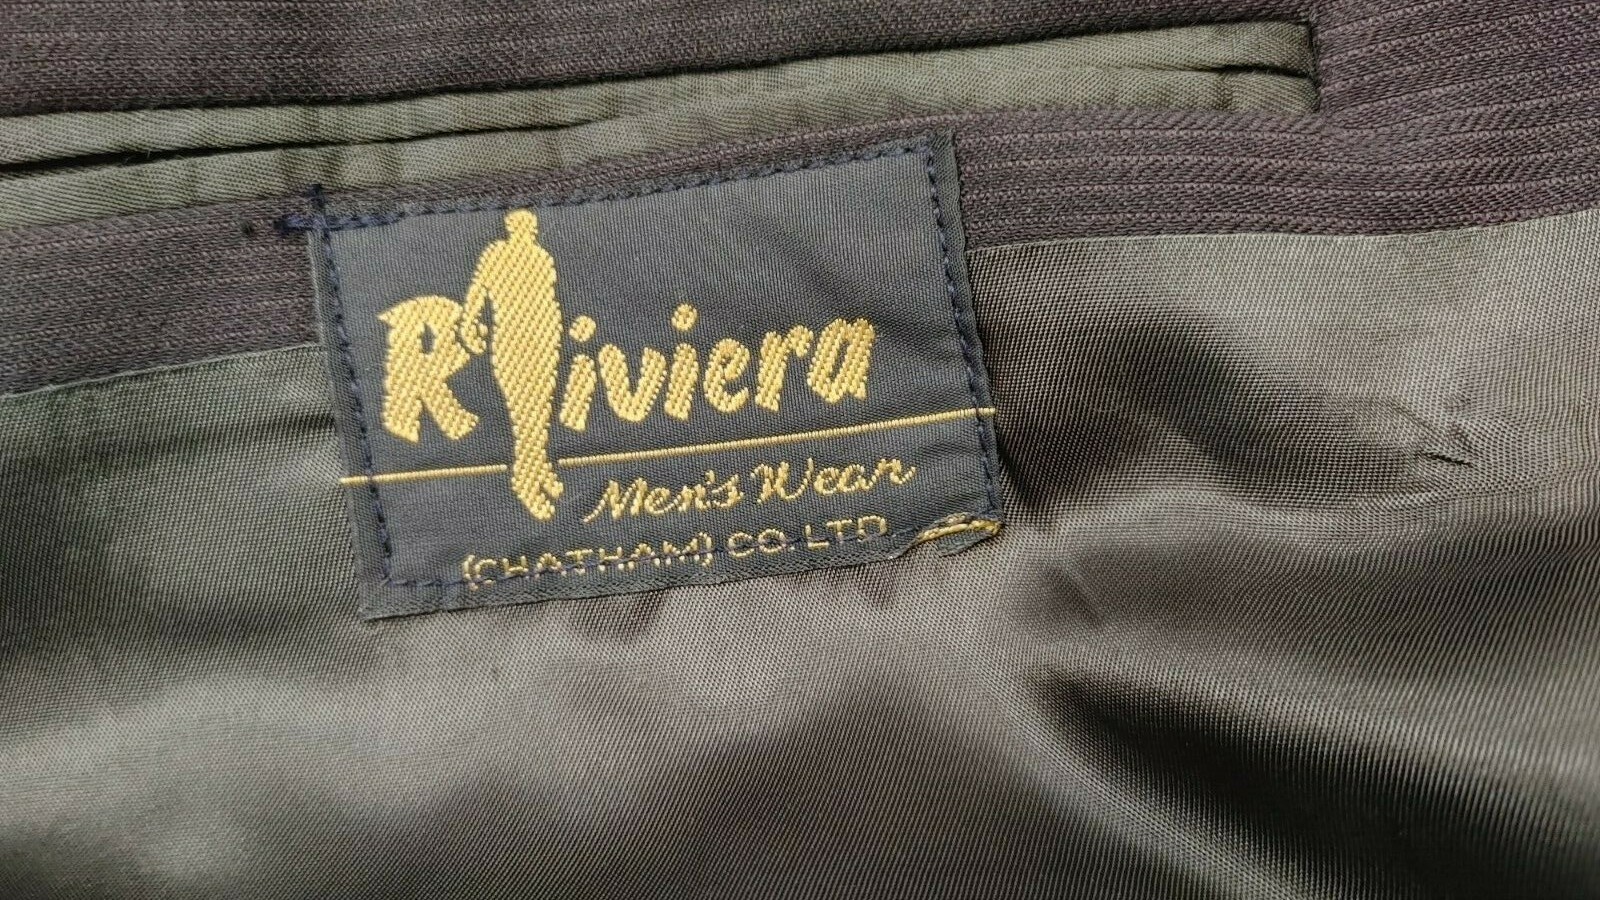 Riviera
Men's Wear
(CHATHAM) CO. LTD.